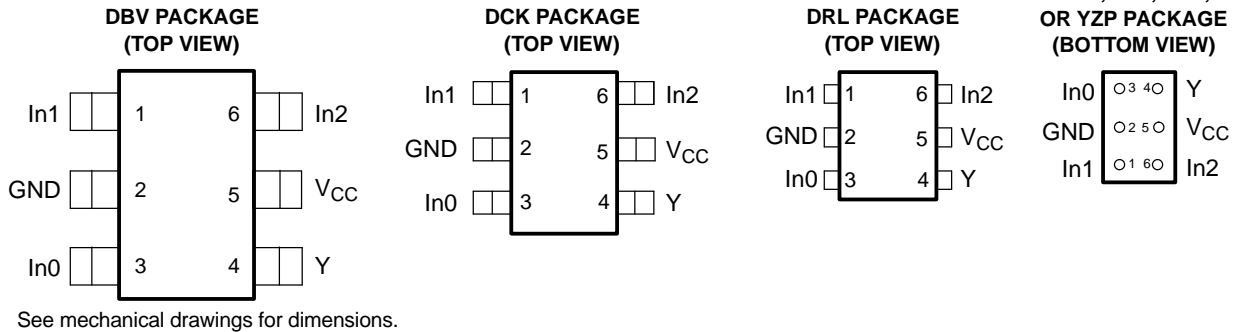 DBV PACKAGE
(TOP VIEW)
In1 1 6 In2
GND 2 5 VCC
In0 3 4 Y
See mechanical drawings for dimensions.
DCK PACKAGE
(TOP VIEW)
In1 1 6 In2
GND 2 5 VCC
In0 3 4 Y
DRL PACKAGE
(TOP VIEW)
In1 1 6 In2
GND 2 5 VCC
In0 3 4 Y
OR YZP PACKAGE
(BOTTOM VIEW)
In0 3 4 Y
GND 2 5 VCC
In1 1 6 In2